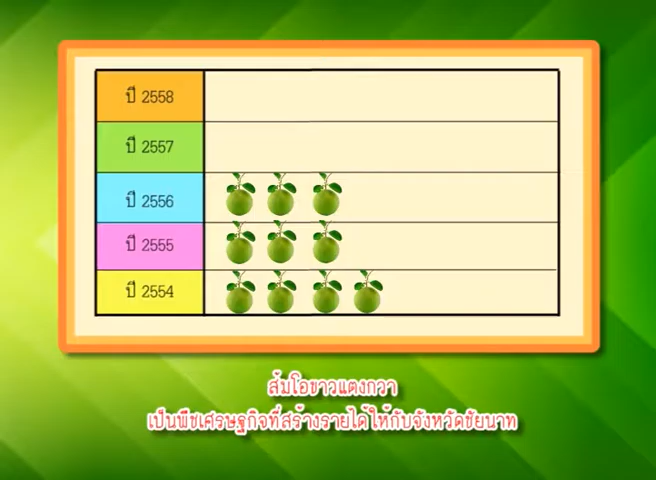 ปี 2558
ปี 2557
ปี 2556
ปี 2555
ปี 2554
ส้มโอขาวแตงกวา
เป็นพืชเศรษฐกิจที่สร้างรายได้ให้กับจังหวัดชัยนาท